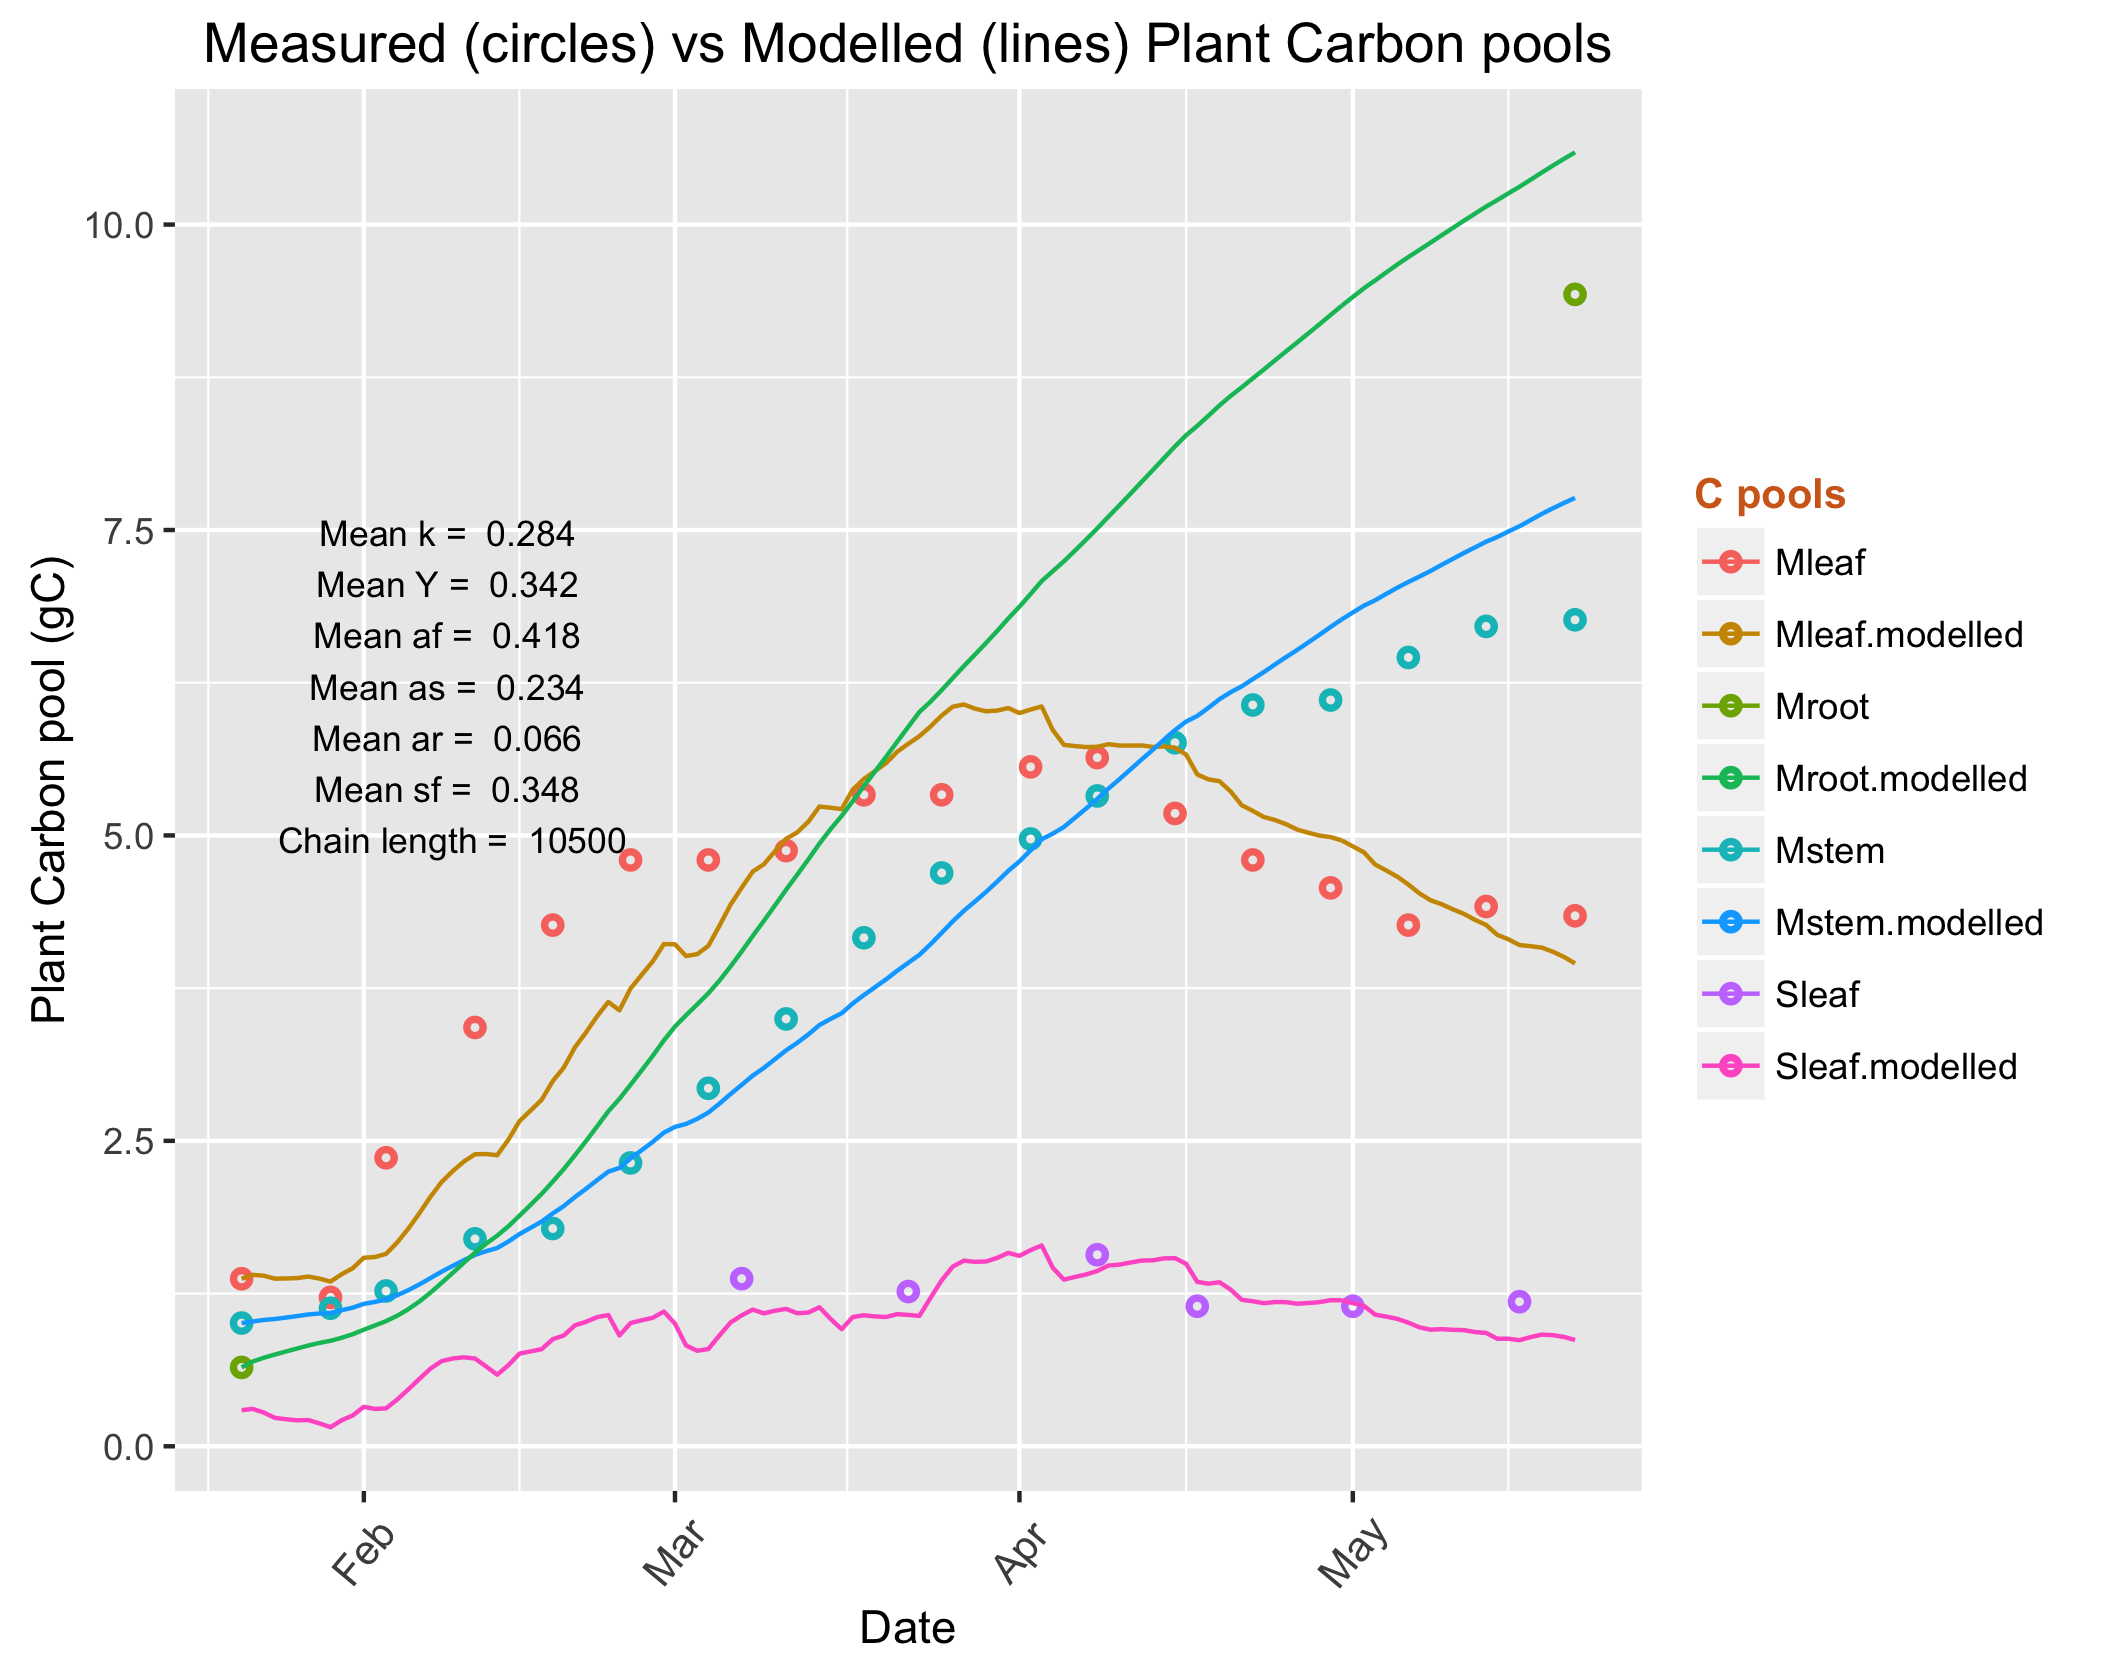 Measured (circles) vs Modelled (lines) Plant Carbon pools
Plant Carbon pool (gC)
10.0
7.5
5.0
2.5
0.0
Mean k = 0.284
Mean Y = 0.342
Mean af = 0.418
Mean as = 0.234
Mean ar = 0.066
Mean sf = 0.348
Chain length = 10500
Feb
Mar
Apr
May
Date
C pools
Mleaf
Mleaf.modelled
Mroot
Mroot.modelled
Mstem
Mstem.modelled
Sleaf
Sleaf.modelled